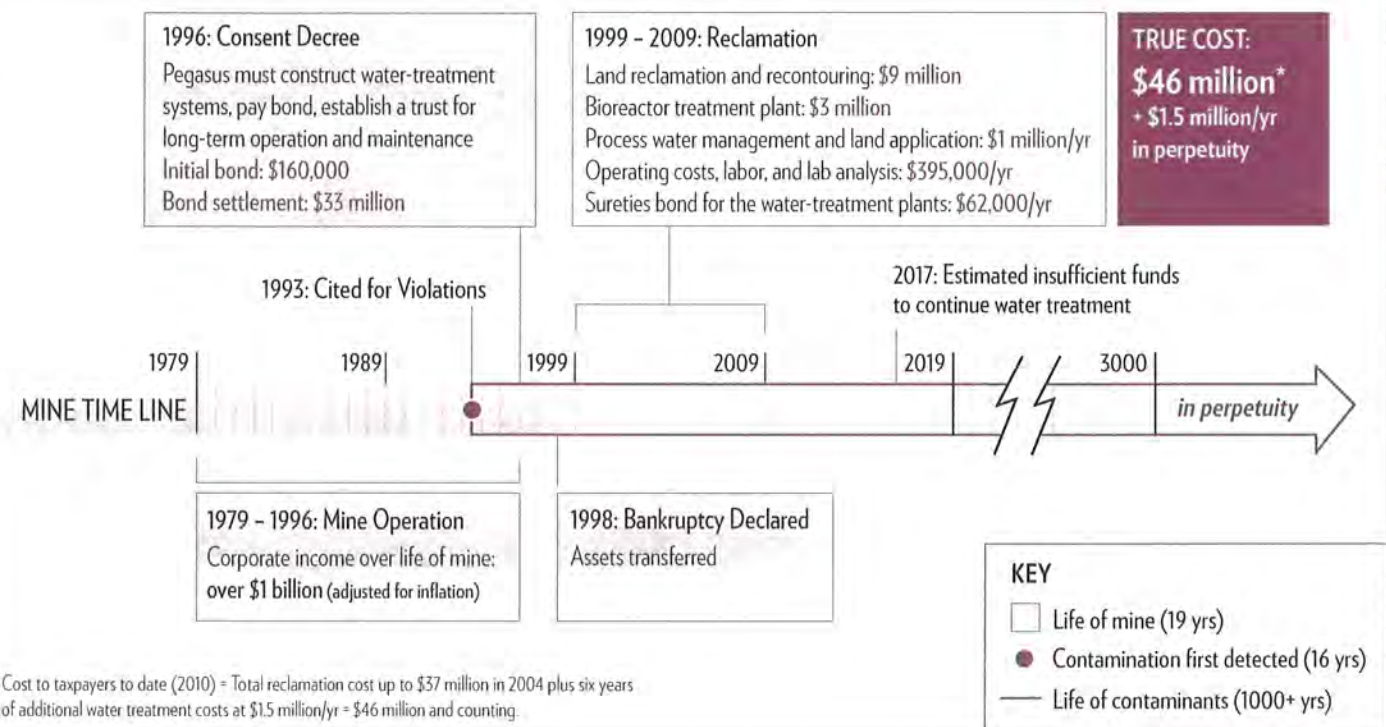 1996: Consent Decree
Pegasus must construct water-treatment
systems, pay bond, establish a trust for
long-term operation and maintenance
Initial bond: $160,000
Bond settlement: $33 million
1999 – 2009: Reclamation
Land reclamation and recontouring: $9 million
Bioreactor treatment plant: $3 million
Process water management and land application: $1 million/yr
Operating costs, labor, and lab analysis: $395,000/yr
Sureties bond for the water-treatment plants: $62,000/yr
TRUE COST:
$46 million*
+ $1.5 million/yr
in perpetuity
1993: Cited for Violations
2017: Estimated insufficient funds
to continue water treatment
1979
1989
1999
2009
2019
3000
MINE TIME LINE
in perpetuity
1979 – 1996: Mine Operation
Corporate income over life of mine:
over $1 billion (adjusted for inflation)
1998: Bankruptcy Declared
Assets transferred
KEY
Life of mine (19 yrs)
Contamination first detected (16 yrs)
Life of contaminants (1000+ yrs)
Cost to taxpayers to date (2010) = Total reclamation cost up to $37 million in 2004 plus six years
of additional water treatment costs at $1.5 million/yr = $46 million and counting.